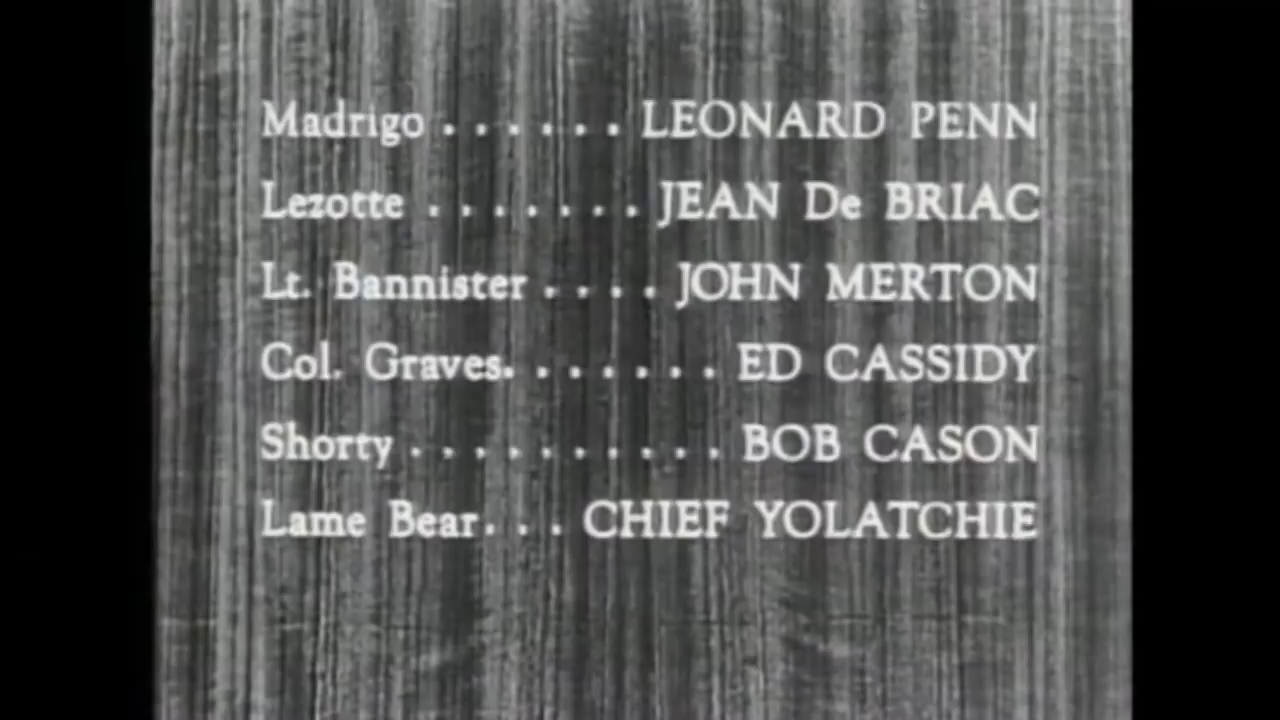 Madrigo . . . . . . LEONARD PENN
Lezotte . . . . . . . JEAN De BRIAC
Lt. Bannister . . . . JOHN MERTON
Col. Graves. . . . . . . ED CASSIDY
Shorty . . . . . . . . . . BOB CASON
Lame Bear. . . CHIEF YOLATCHIE